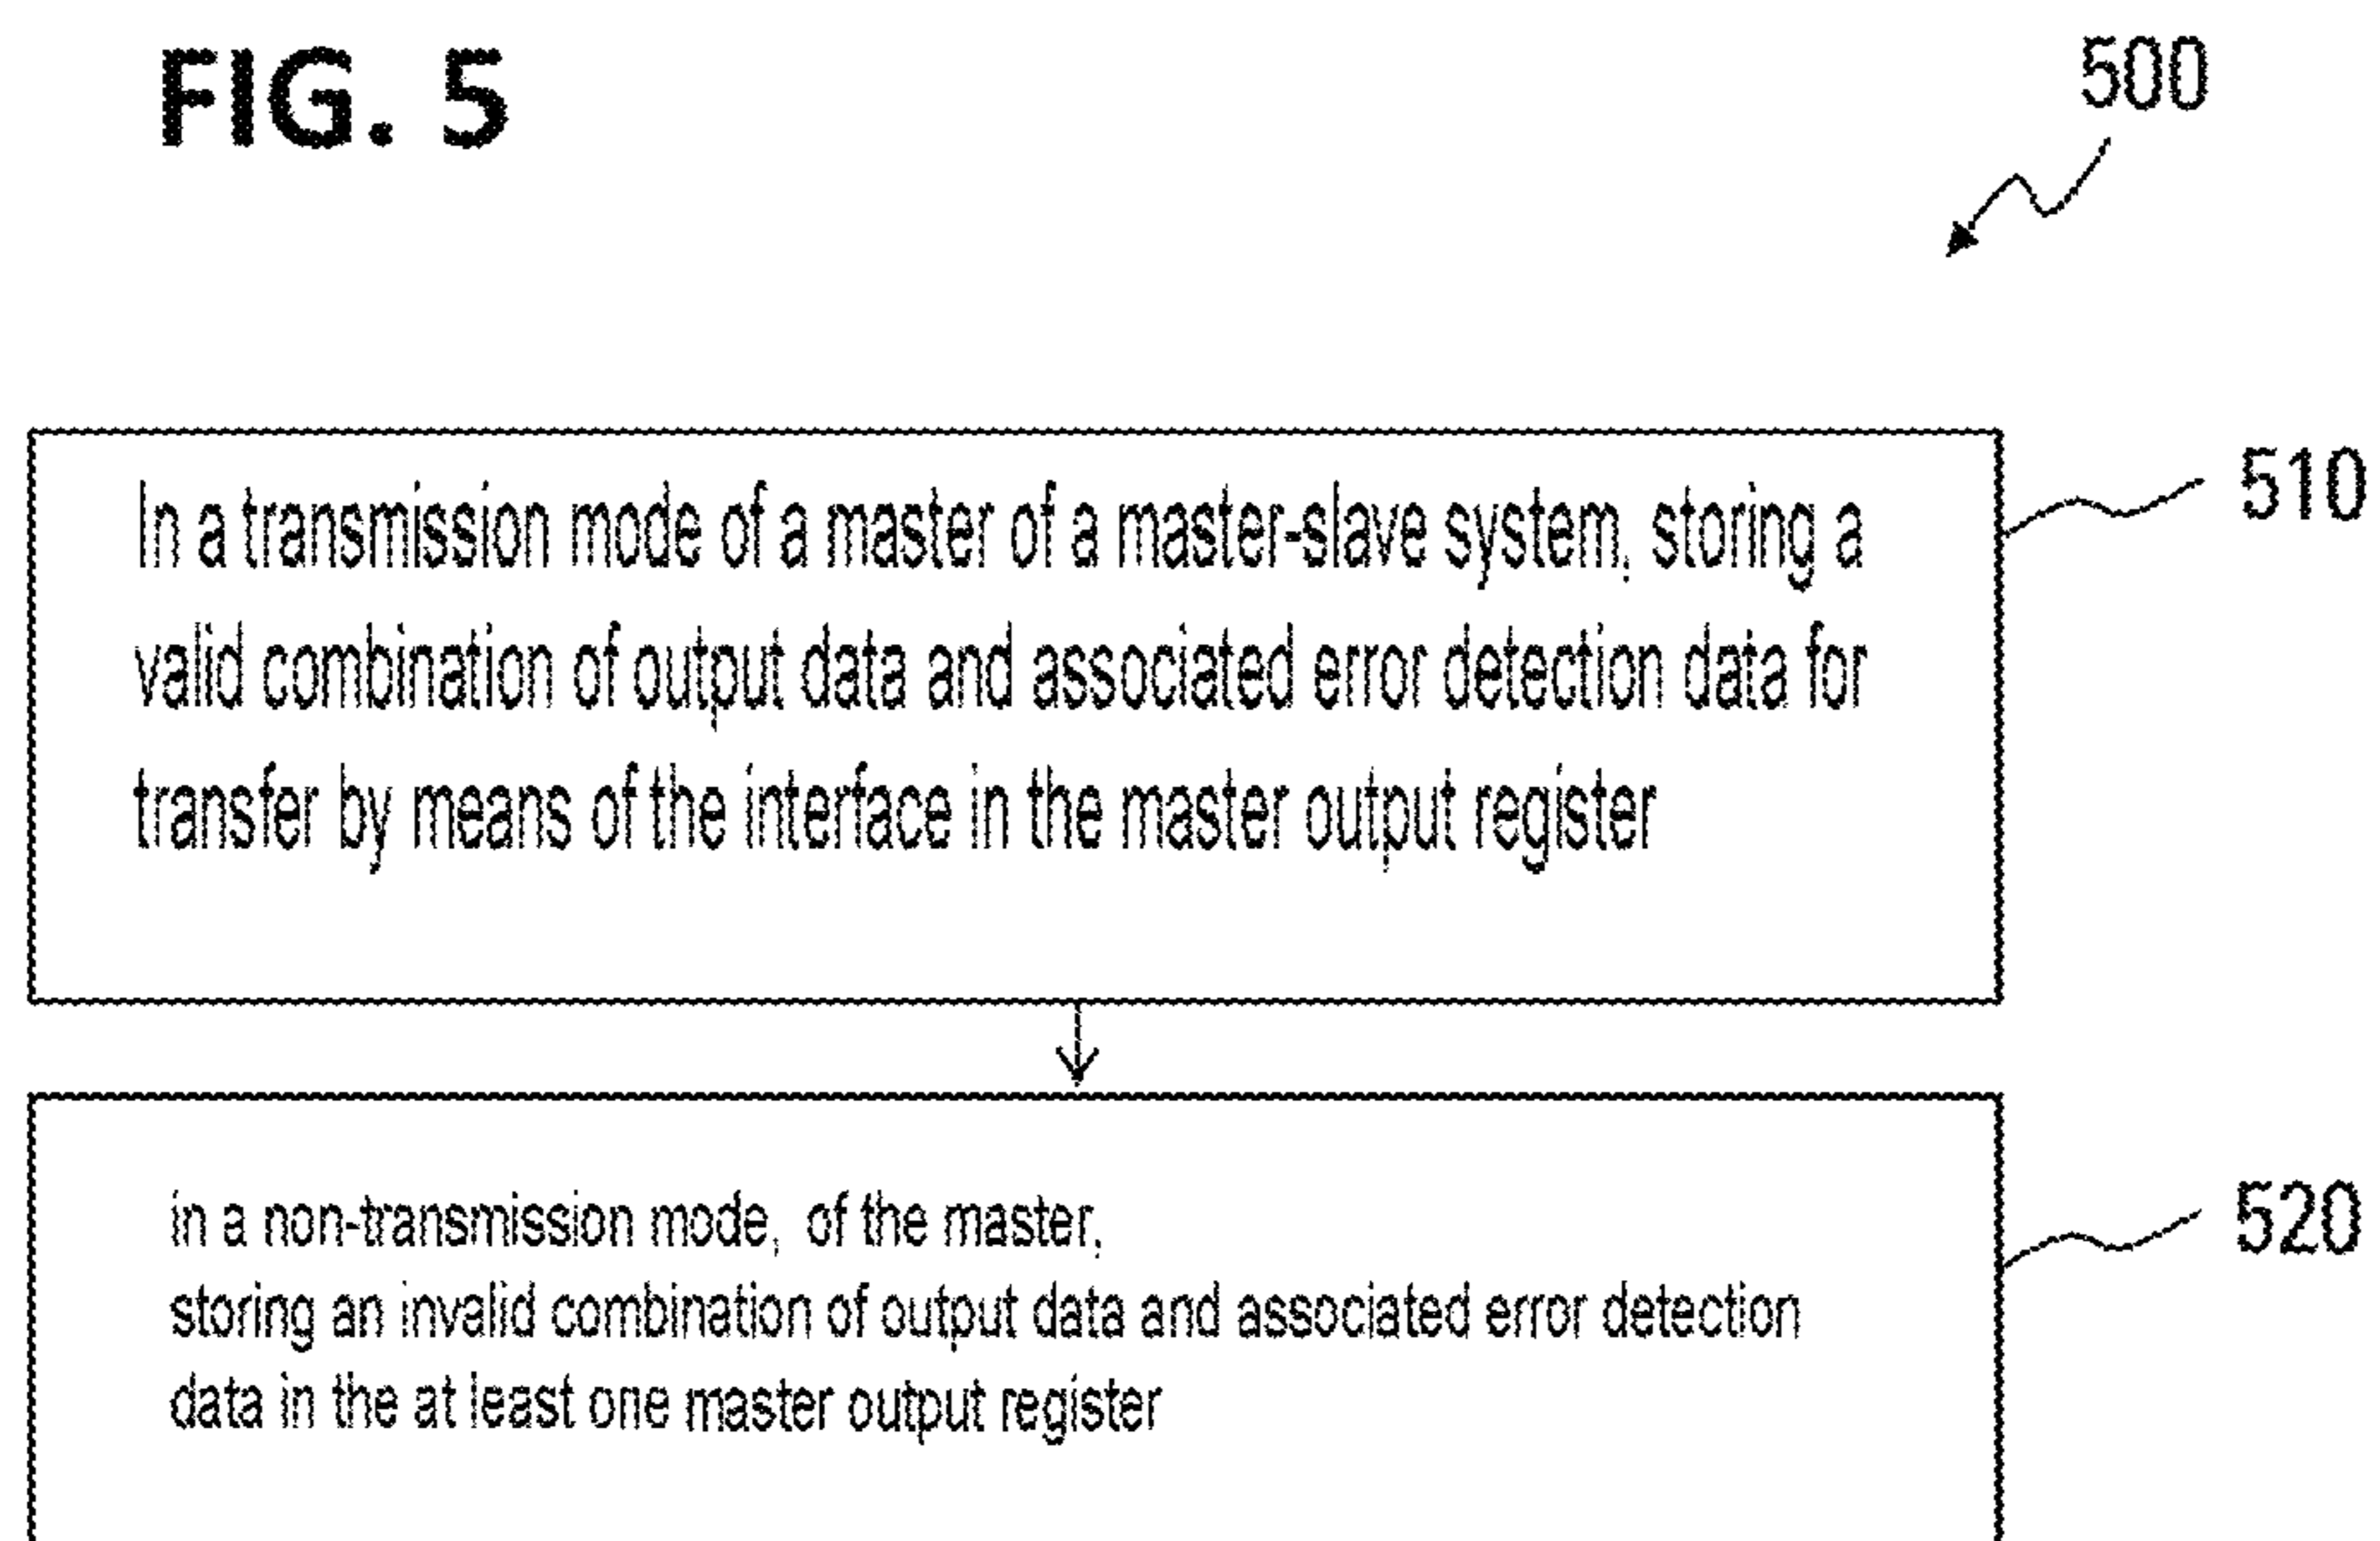 FIG. 5
500
In a transmission mode of a master of a master-slave system, storing a
valid combination of output data and associated error detection data for
transfer by means of the interface in the master output register
510
in a non-transmission mode, of the master,
storing an invalid combination of output data and associated error detection
data in the at least one master output register
520